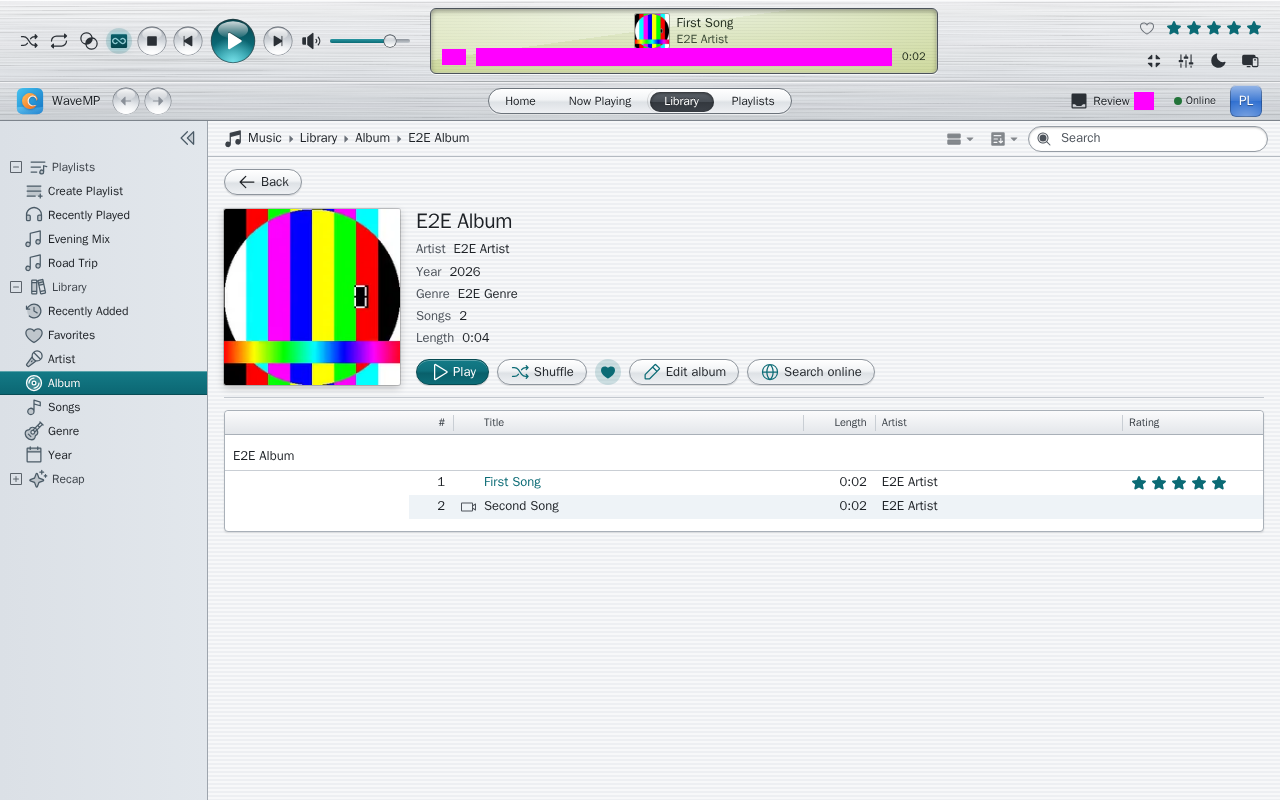 First Song
E2E Artist
0:02
WaveMP
Home
Now Playing
Library
Playlists
Review
Online
PL
Playlists
Create Playlist
Recently Played
Evening Mix
Road Trip
Library
Recently Added
Favorites
Artist
Album
Songs
Genre
Year
Recap
Music
Library
Album
E2E Album
Search
Back
E2E Album
Artist E2E Artist
Year 2026
Genre E2E Genre
Songs 2
Length 0:04
Play
Shuffle
Edit album
Search online
# Title Length Artist Rating
E2E Album
1 First Song 0:02 E2E Artist
2 Second Song 0:02 E2E Artist